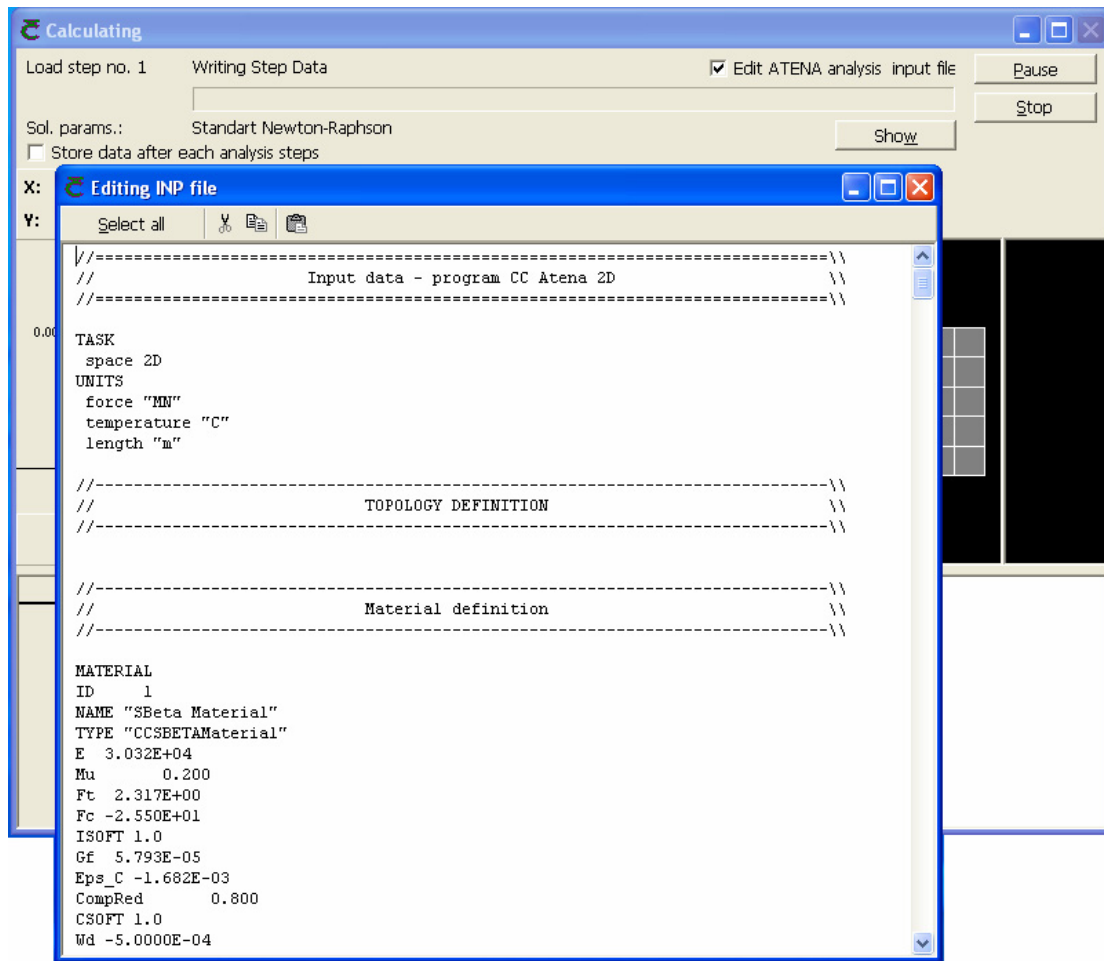 Calculating
Load step no. 1 Writing Step Data Edit ATENA analysis input file Pause
Stop
Sol. params.: Standart Newton-Raphson Show
Store data after each analysis steps
X: Editing INP file
Y: Select all
//============================================================================\\
// Input data - program CC Atena 2D \\
//============================================================================\\
0.00
TASK
space 2D
UNITS
force "MN"
temperature "C"
length "m"
//----------------------------------------------------------------------------\\
// TOPOLOGY DEFINITION \\
//----------------------------------------------------------------------------\\
//----------------------------------------------------------------------------\\
// Material definition \\
//----------------------------------------------------------------------------\\
MATERIAL
ID 1
NAME "SBeta Material"
TYPE "CCSBETAMaterial"
E 3.032E+04
Mu 0.200
Ft 2.317E+00
Fc -2.550E+01
ISOFT 1.0
Gf 5.793E-05
Eps_C -1.682E-03
CompRed 0.800
CSOFT 1.0
Wd -5.0000E-04